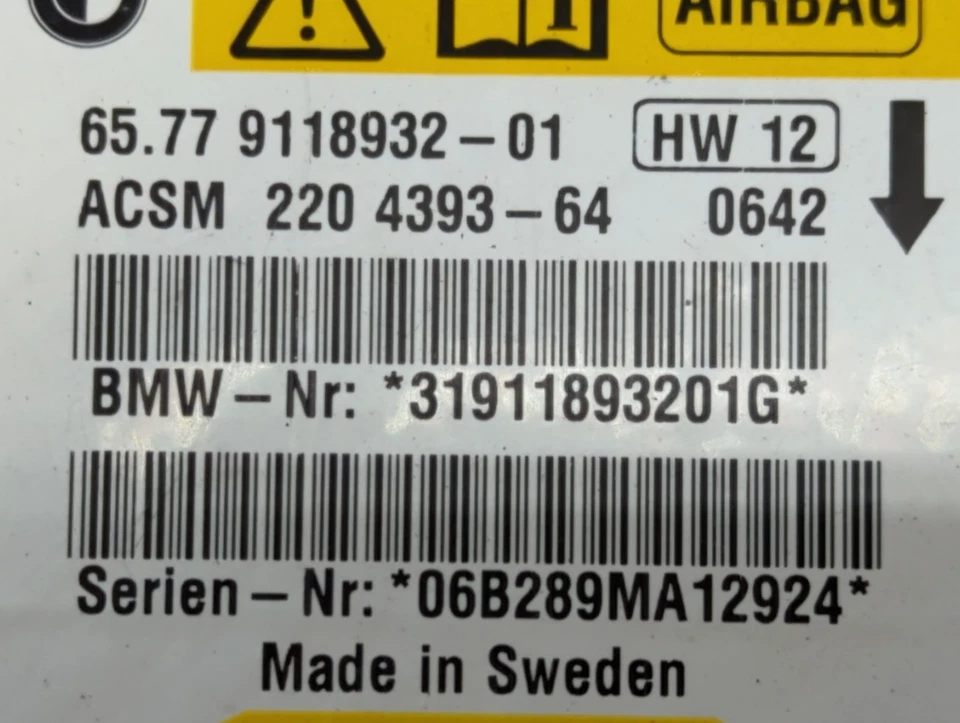 AIRBAG
65.77 9118932-01 HW 12
ACSM 220 4393-64 0642
BMW-Nr: *31911893201G*
Serien-Nr: *06B289MA12924*
Made in Sweden